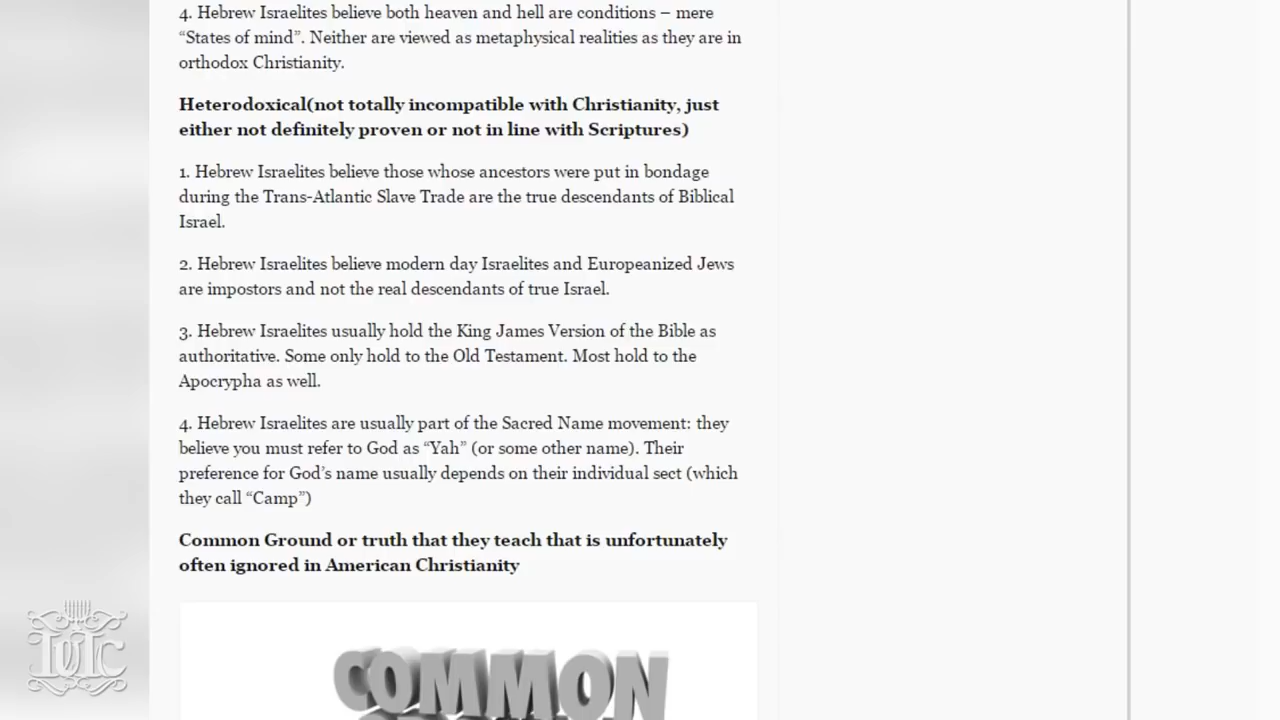 4. Hebrew Israelites believe both heaven and hell are conditions – mere
“States of mind”. Neither are viewed as metaphysical realities as they are in
orthodox Christianity.
Heterodoxical(not totally incompatible with Christianity, just
either not definitely proven or not in line with Scriptures)
1. Hebrew Israelites believe those whose ancestors were put in bondage
during the Trans-Atlantic Slave Trade are the true descendants of Biblical
Israel.
2. Hebrew Israelites believe modern day Israelites and Europeanized Jews
are impostors and not the real descendants of true Israel.
3. Hebrew Israelites usually hold the King James Version of the Bible as
authoritative. Some only hold to the Old Testament. Most hold to the
Apocrypha as well.
4. Hebrew Israelites are usually part of the Sacred Name movement: they
believe you must refer to God as “Yah” (or some other name). Their
preference for God’s name usually depends on their individual sect (which
they call “Camp”)
Common Ground or truth that they teach that is unfortunately
often ignored in American Christianity
COMMON
IUIC